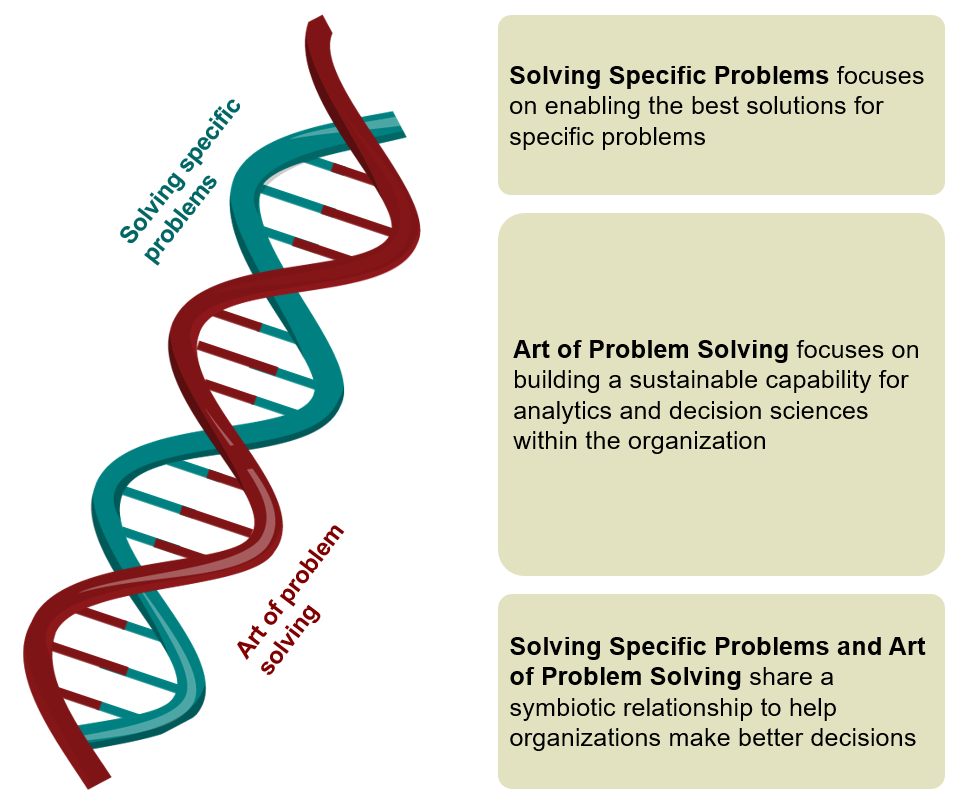 Solving specific
problems
Art of problem
solving
Solving Specific Problems focuses
on enabling the best solutions for
specific problems
Art of Problem Solving focuses on
building a sustainable capability for
analytics and decision sciences
within the organization
Solving Specific Problems and Art
of Problem Solving share a
symbiotic relationship to help
organizations make better decisions